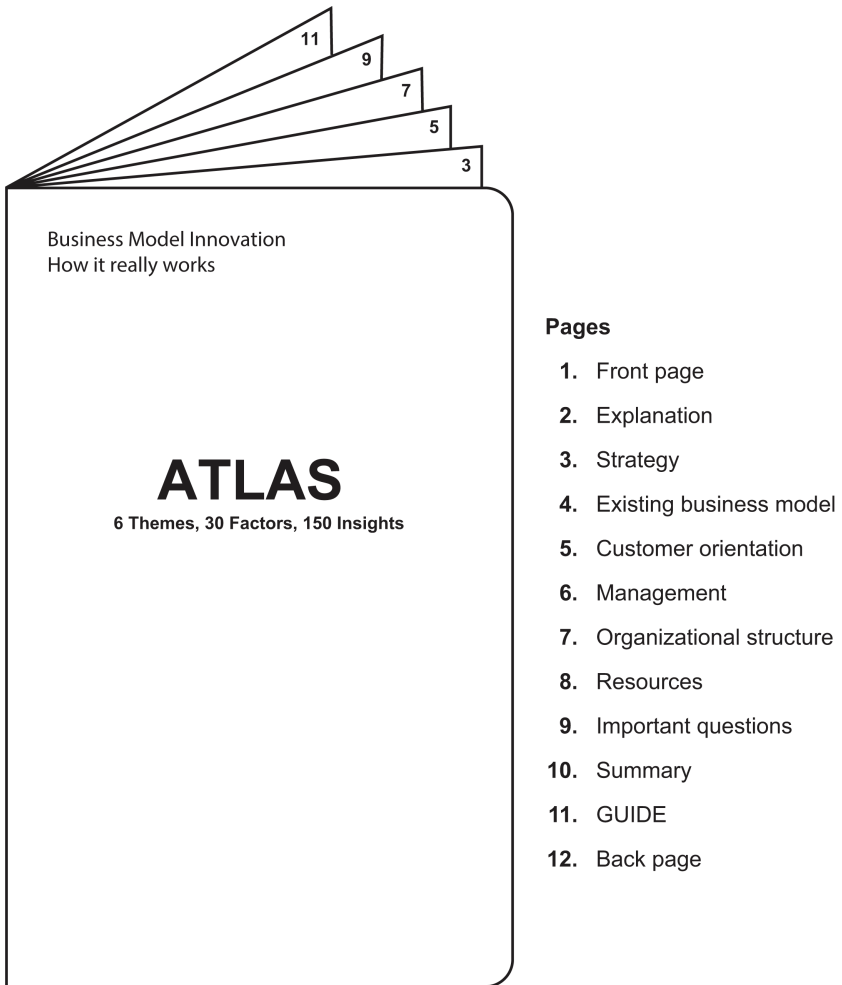 11
9
7
5
3
Business Model Innovation
How it really works
ATLAS
6 Themes, 30 Factors, 150 Insights
Pages
1. Front page
2. Explanation
3. Strategy
4. Existing business model
5. Customer orientation
6. Management
7. Organizational structure
8. Resources
9. Important questions
10. Summary
11. GUIDE
12. Back page